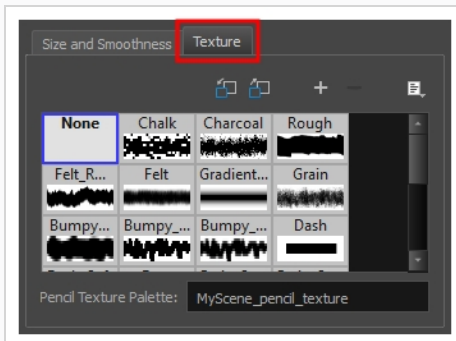 Size and Smoothness Texture
None Chalk Charcoal Rough
Felt_R... Felt Gradient... Grain
Bumpy... Bumpy_... Bumpy_... Dash
Pencil Texture Palette: MyScene_pencil_texture